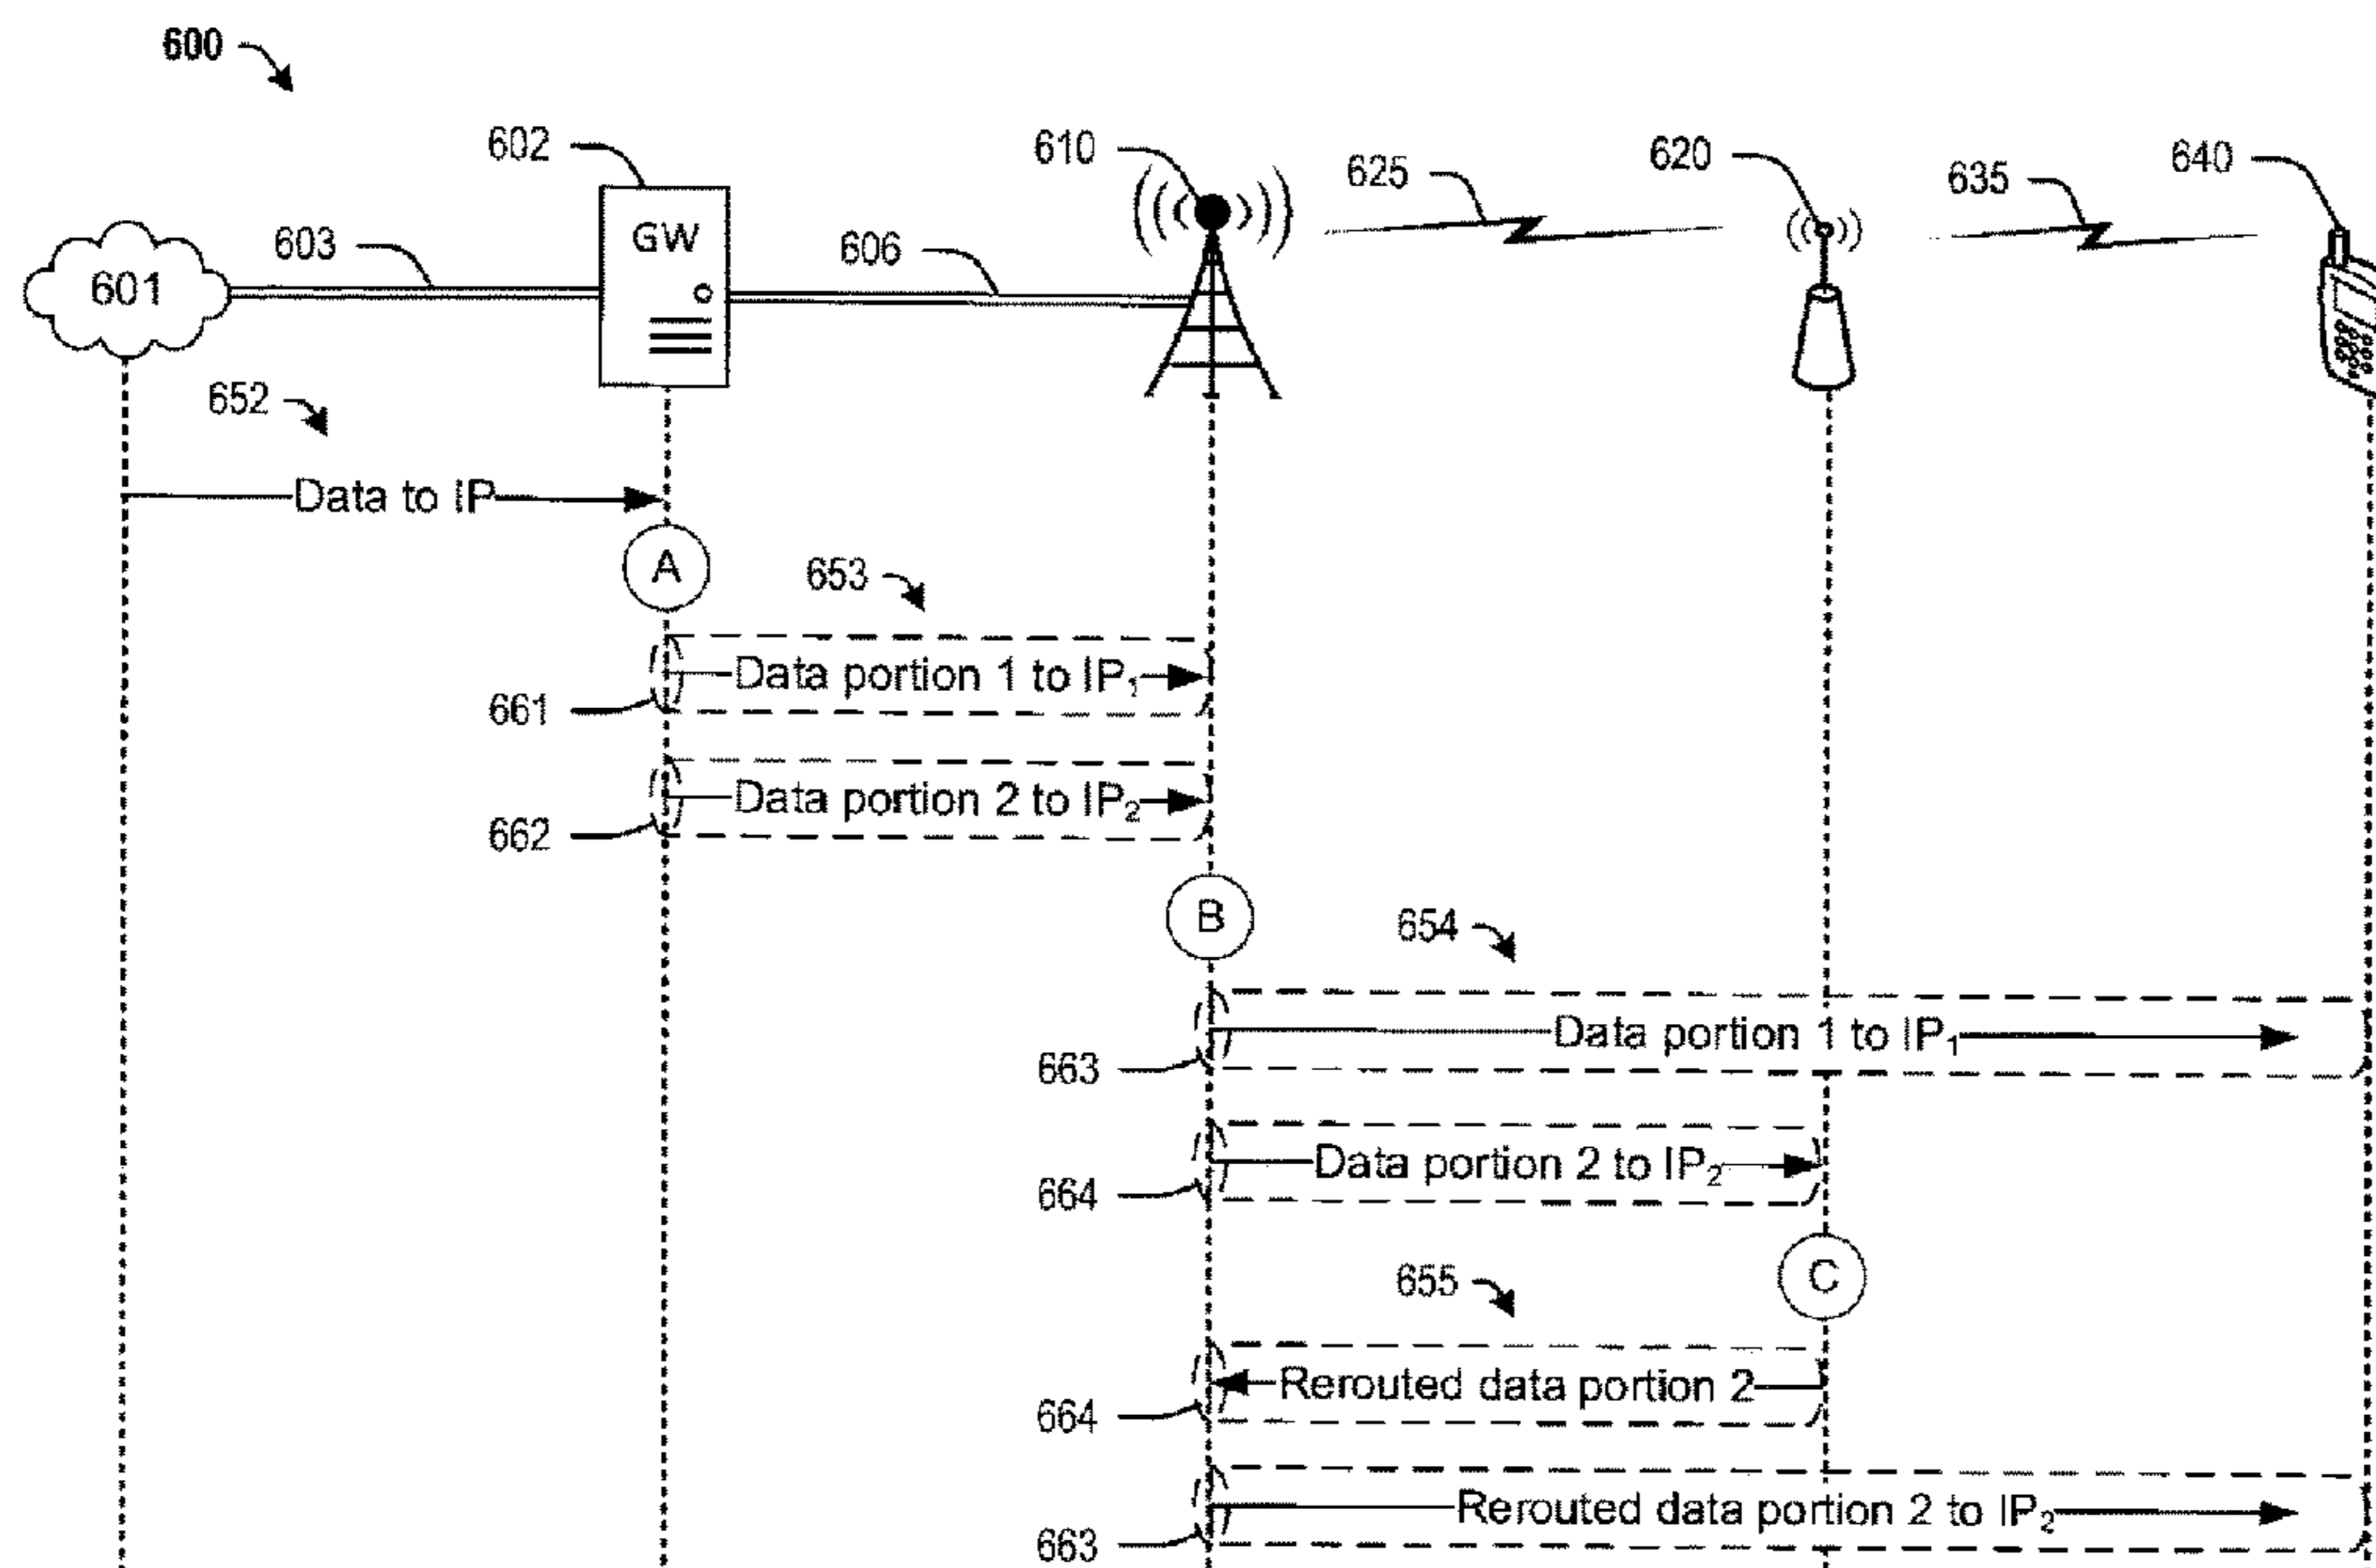 600
602
610
625
620
635
640
601
603
GW
606
652
Data to IP
A
653
Data portion 1 to IP₁
661
Data portion 2 to IP₂
662
B
654
Data portion 1 to IP₁
663
Data portion 2 to IP₂
664
C
655
Rerouted data portion 2
664
Rerouted data portion 2 to IP₂
663